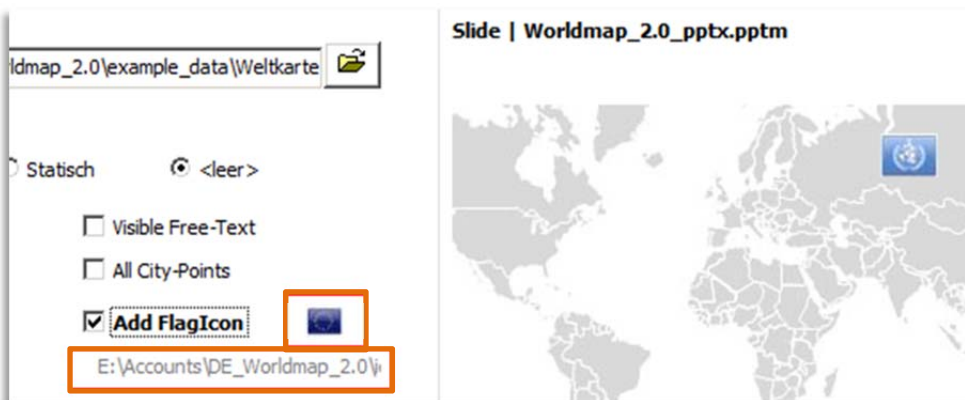 Slide | Worldmap_2.0_pptx.pptm
ldmap_2.0\example_data\Weltkarte
Statisch
<leer>
Visible Free-Text
All City-Points
Add FlagIcon
E:\Accounts\DE_Worldmap_2.0\